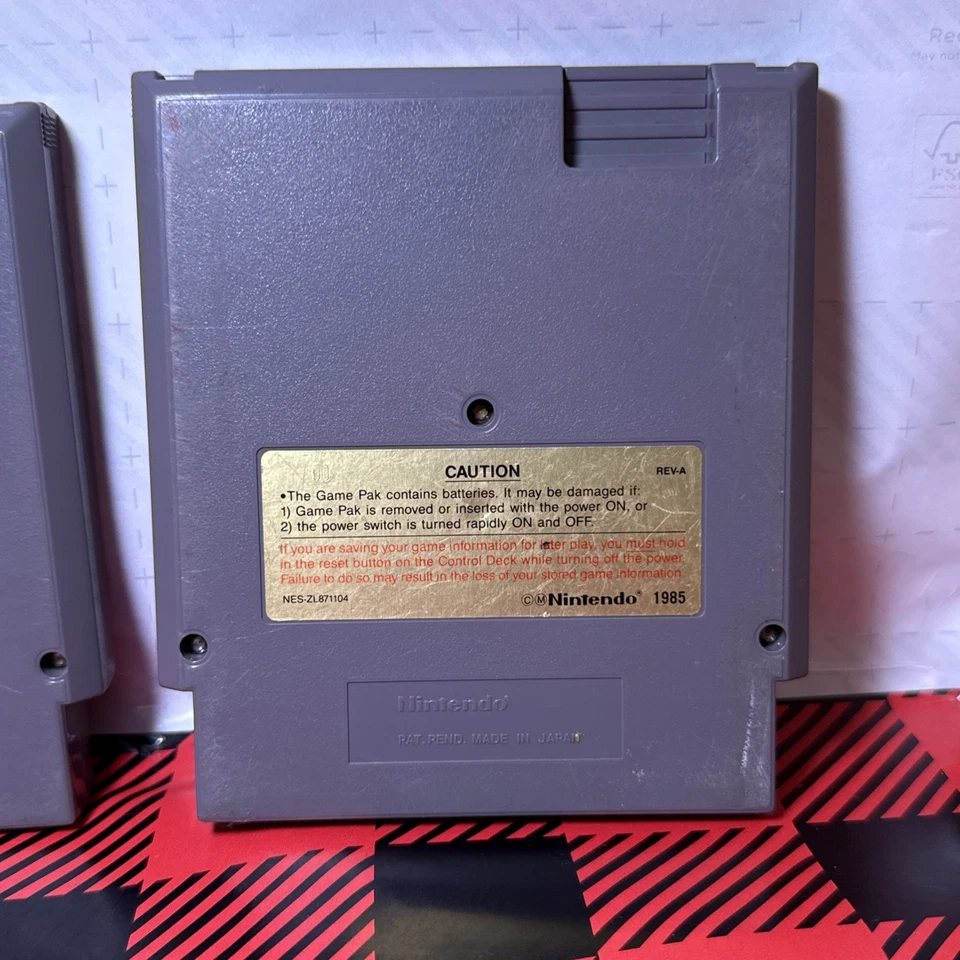 CAUTION
REV-A
•The Game Pak contains batteries. It may be damaged if:
1) Game Pak is removed or inserted with the power ON, or
2) the power switch is turned rapidly ON and OFF.
If you are saving your game information for later play, you must hold
in the reset button on the Control Deck while turning off the power.
Failure to do so may result in the loss of your stored game information.
NES-ZL871104
©Ⓜ Nintendo® 1985
Nintendo®
PAT. PEND. MADE IN JAPAN